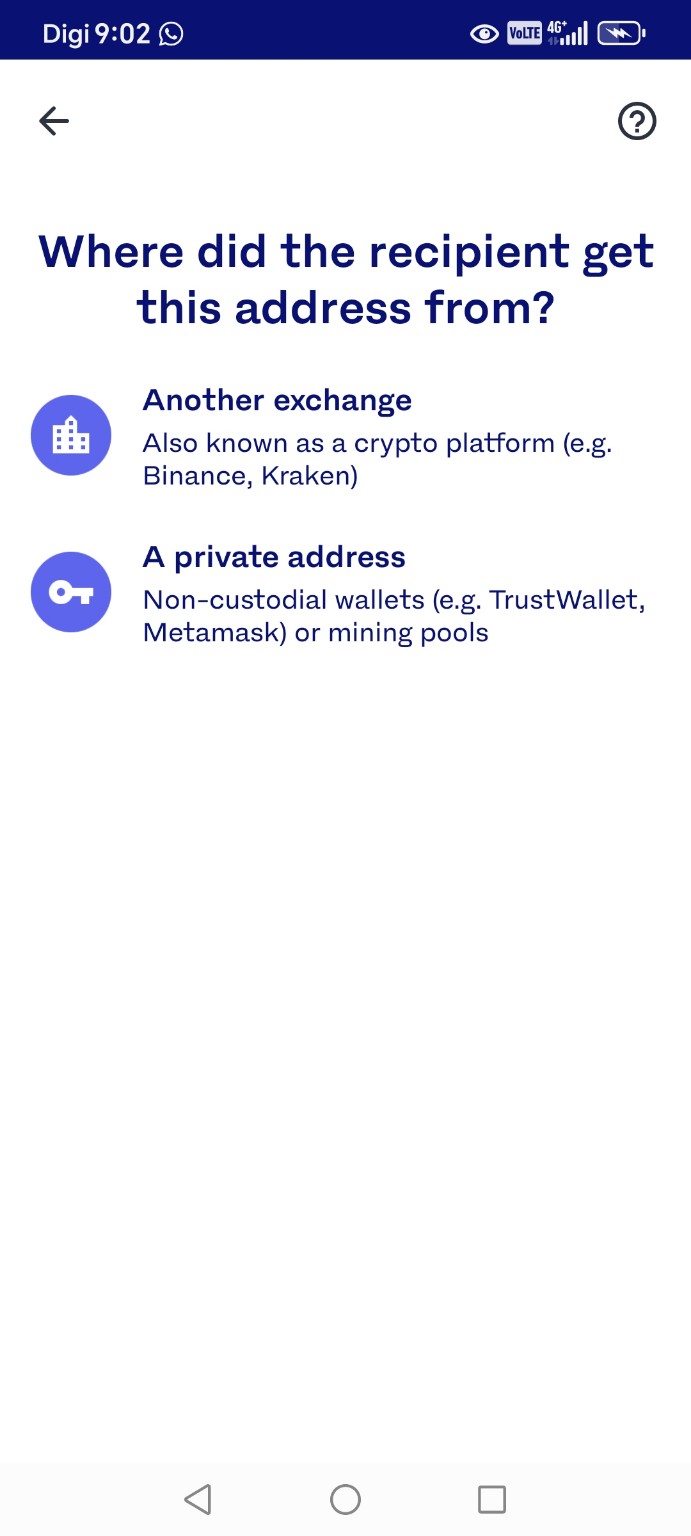 Digi 9:02 VoLTE 4G+
Where did the recipient get
this address from?
Another exchange
Also known as a crypto platform (e.g.
Binance, Kraken)
A private address
Non-custodial wallets (e.g. TrustWallet,
Metamask) or mining pools